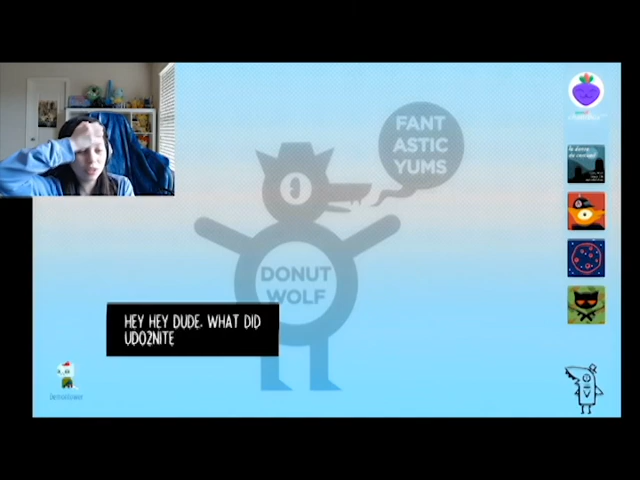 FANT
ASTIC
YUMS
DONUT
WOLF
HEY HEY DUDE. WHAT DID
UDO2NITE